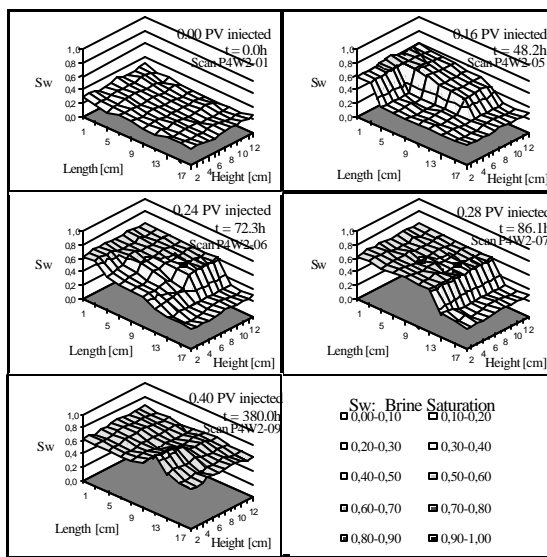 0.00 PV injected
t = 0.0h
Scan P4W2-01
1,0
0,8
0,6
Sw
0,4
0,2
0,0
1
5
9
13
17
2
4
6
8
10
12
Length [cm]
Height [cm]
0.16 PV injected
t = 48.2h
Scan P4W2-05
1,0
0,8
0,6
Sw
0,4
0,2
0,0
1
5
9
13
17
2
4
6
8
10
12
Length [cm]
Height [cm]
0.24 PV injected
t = 72.3h
Scan P4W2-06
1,0
0,8
0,6
Sw
0,4
0,2
0,0
1
5
9
13
17
2
4
6
8
10
12
Length [cm]
Height [cm]
0.28 PV injected
t = 86.1h
Scan P4W2-07
1,0
0,8
0,6
Sw
0,4
0,2
0,0
1
5
9
13
17
2
4
6
8
10
12
Length [cm]
Height [cm]
0.40 PV injected
t = 380.0h
Scan P4W2-09
1,0
0,8
0,6
Sw
0,4
0,2
0,0
1
5
9
13
17
2
4
6
8
10
12
Length [cm]
Height [cm]
Sw: Brine Saturation
0,00-0,10 0,10-0,20
0,20-0,30 0,30-0,40
0,40-0,50 0,50-0,60
0,60-0,70 0,70-0,80
0,80-0,90 0,90-1,00